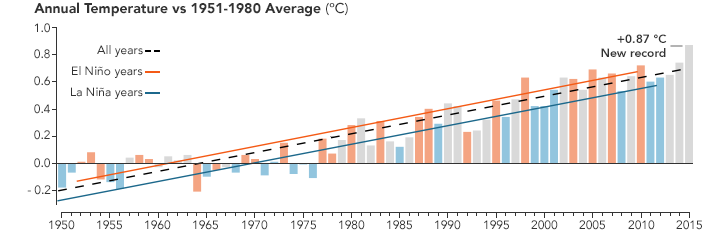 Annual Temperature vs 1951-1980 Average (ºC)
1.0
0.8
0.6
0.4
0.2
0.0
- 0.2
All years
El Niño years
La Niña years
+0.87 ºC
New record
1950 1955 1960 1965 1970 1975 1980 1985 1990 1995 2000 2005 2010 2015